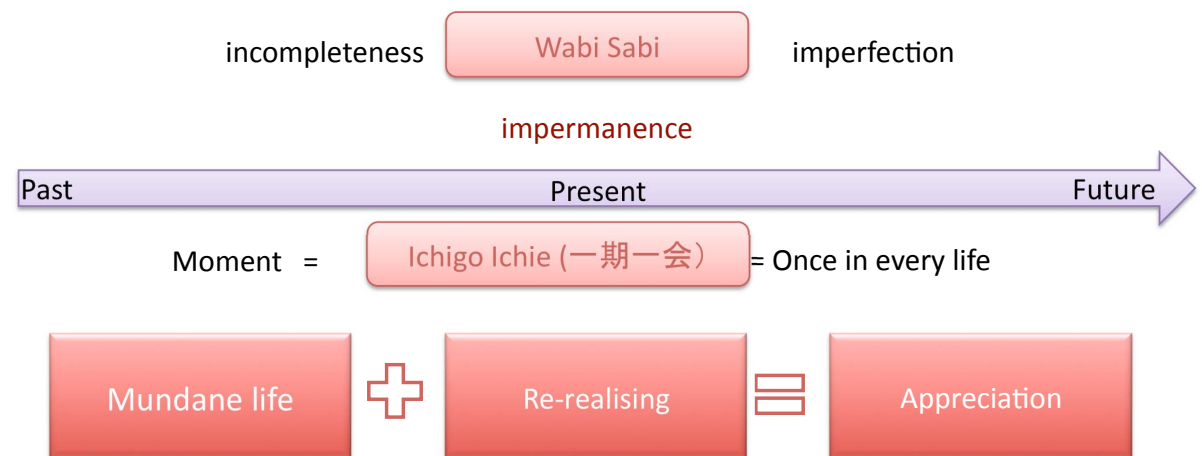 incompleteness Wabi Sabi imperfection
impermanence
Past Present Future
Moment = Ichigo Ichie (一期一会） = Once in every life
Mundane life Re-realising Appreciation